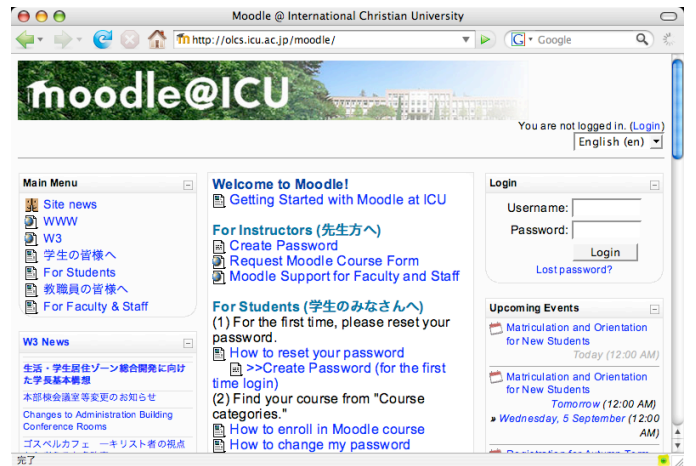 Moodle @ International Christian University
http://olcs.icu.ac.jp/moodle/
Google
moodle@ICU
You are not logged in. (Login)
English (en)
Main Menu
Site news
WWW
W3
学生の皆様へ
For Students
教職員の皆様へ
For Faculty & Staff
W3 News
生活・学生居住ゾーン総合開発に向け
た学長基本構想
本部棟会議室等変更のお知らせ
Changes to Administration Building
Conference Rooms
ゴスペルカフェ ーキリスト者の視点
Welcome to Moodle!
Getting Started with Moodle at ICU
For Instructors (先生方へ)
Create Password
Request Moodle Course Form
Moodle Support for Faculty and Staff
For Students (学生のみなさんへ)
(1) For the first time, please reset your
password.
How to reset your password
>>Create Password (for the first
time login)
(2) Find your course from "Course
categories."
How to enroll in Moodle course
How to change my password
Login
Username:
Password:
Login
Lost password?
Upcoming Events
Matriculation and Orientation
for New Students
Today (12:00 AM)
Matriculation and Orientation
for New Students
Tomorrow (12:00 AM)
» Wednesday, 5 September (12:00
AM)
Registration for Autumn Term
完了